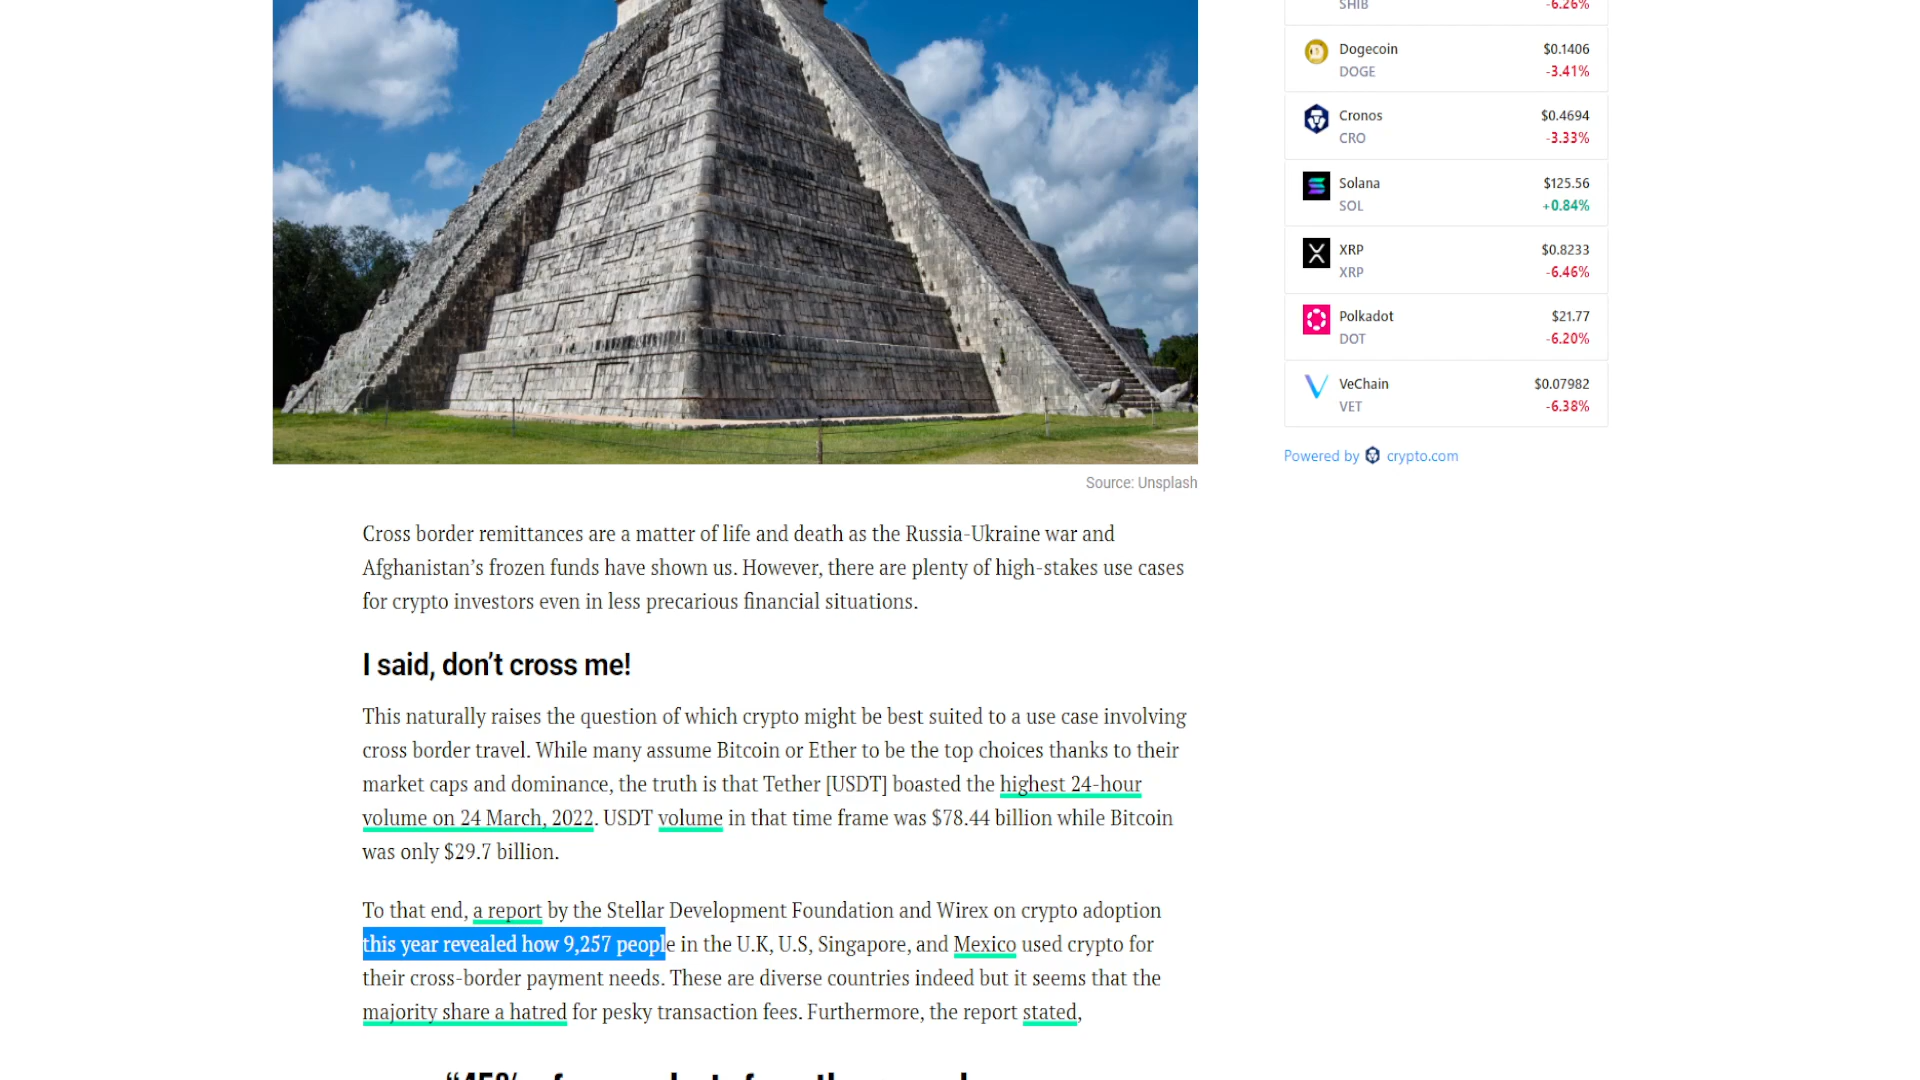 SHIB -6.26%
Dogecoin $0.1406
DOGE -3.41%
Cronos $0.4694
CRO -3.33%
Solana $125.56
SOL +0.84%
XRP $0.8233
XRP -6.46%
Polkadot $21.77
DOT -6.20%
VeChain $0.07982
VET -6.38%
Powered by crypto.com
Source: Unsplash
Cross border remittances are a matter of life and death as the Russia-Ukraine war and
Afghanistan’s frozen funds have shown us. However, there are plenty of high-stakes use cases
for crypto investors even in less precarious financial situations.
I said, don’t cross me!
This naturally raises the question of which crypto might be best suited to a use case involving
cross border travel. While many assume Bitcoin or Ether to be the top choices thanks to their
market caps and dominance, the truth is that Tether [USDT] boasted the highest 24-hour
volume on 24 March, 2022. USDT volume in that time frame was $78.44 billion while Bitcoin
was only $29.7 billion.
To that end, a report by the Stellar Development Foundation and Wirex on crypto adoption
this year revealed how 9,257 people in the U.K, U.S, Singapore, and Mexico used crypto for
their cross-border payment needs. These are diverse countries indeed but it seems that the
majority share a hatred for pesky transaction fees. Furthermore, the report stated,